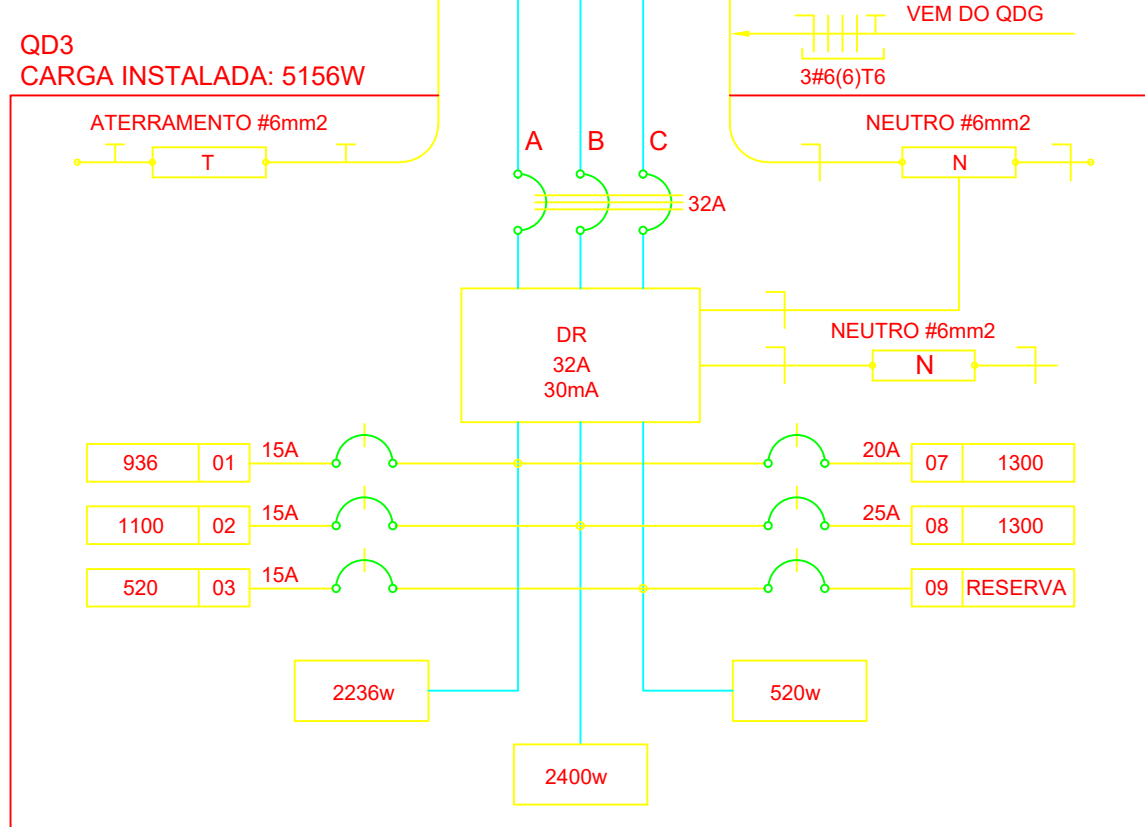 VEM DO QDG
3#6(6)T6
QD3
CARGA INSTALADA: 5156W
ATERRAMENTO #6mm2
T
A B C
NEUTRO #6mm2
N
32A
DR
32A
30mA
NEUTRO #6mm2
N
936 01 15A 20A 07 1300
1100 02 15A 25A 08 1300
520 03 15A 09 RESERVA
2236w
520w
2400w